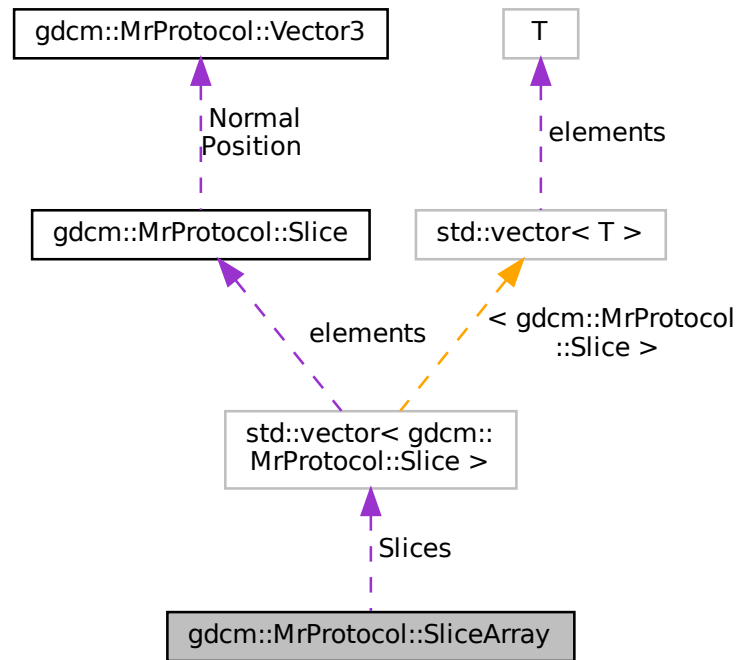 gdcm::MrProtocol::Vector3
T
Normal
Position
elements
gdcm::MrProtocol::Slice
std::vector< T >
elements
< gdcm::MrProtocol
::Slice >
std::vector< gdcm::
MrProtocol::Slice >
Slices
gdcm::MrProtocol::SliceArray